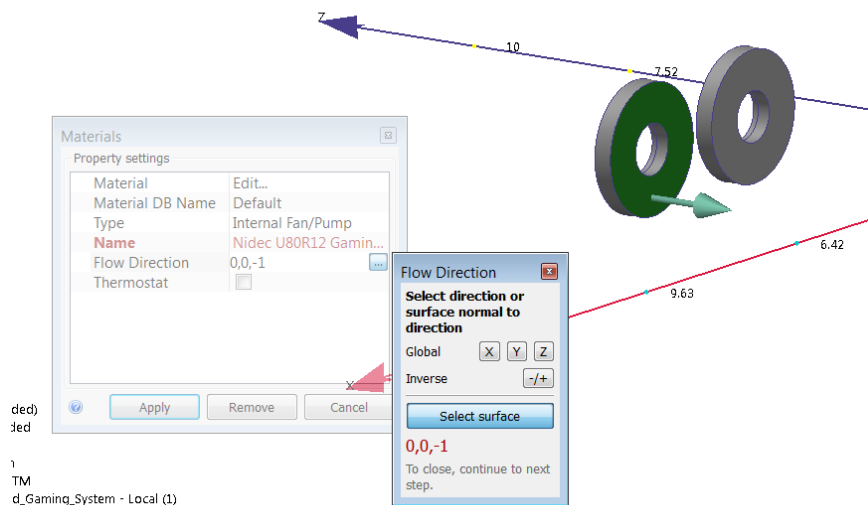 Z
10
7.52
6.42
9.63
X
Materials
Property settings
Material Edit...
Material DB Name Default
Type Internal Fan/Pump
Name Nidec U80R12 Gamin...
Flow Direction 0,0,-1 ...
Thermostat
Apply Remove Cancel
Flow Direction
Select direction or
surface normal to
direction
Global X Y Z
Inverse -/+
Select surface
0,0,-1
To close, continue to next
step.
ded)
ded
TM
d_Gaming_System - Local (1)